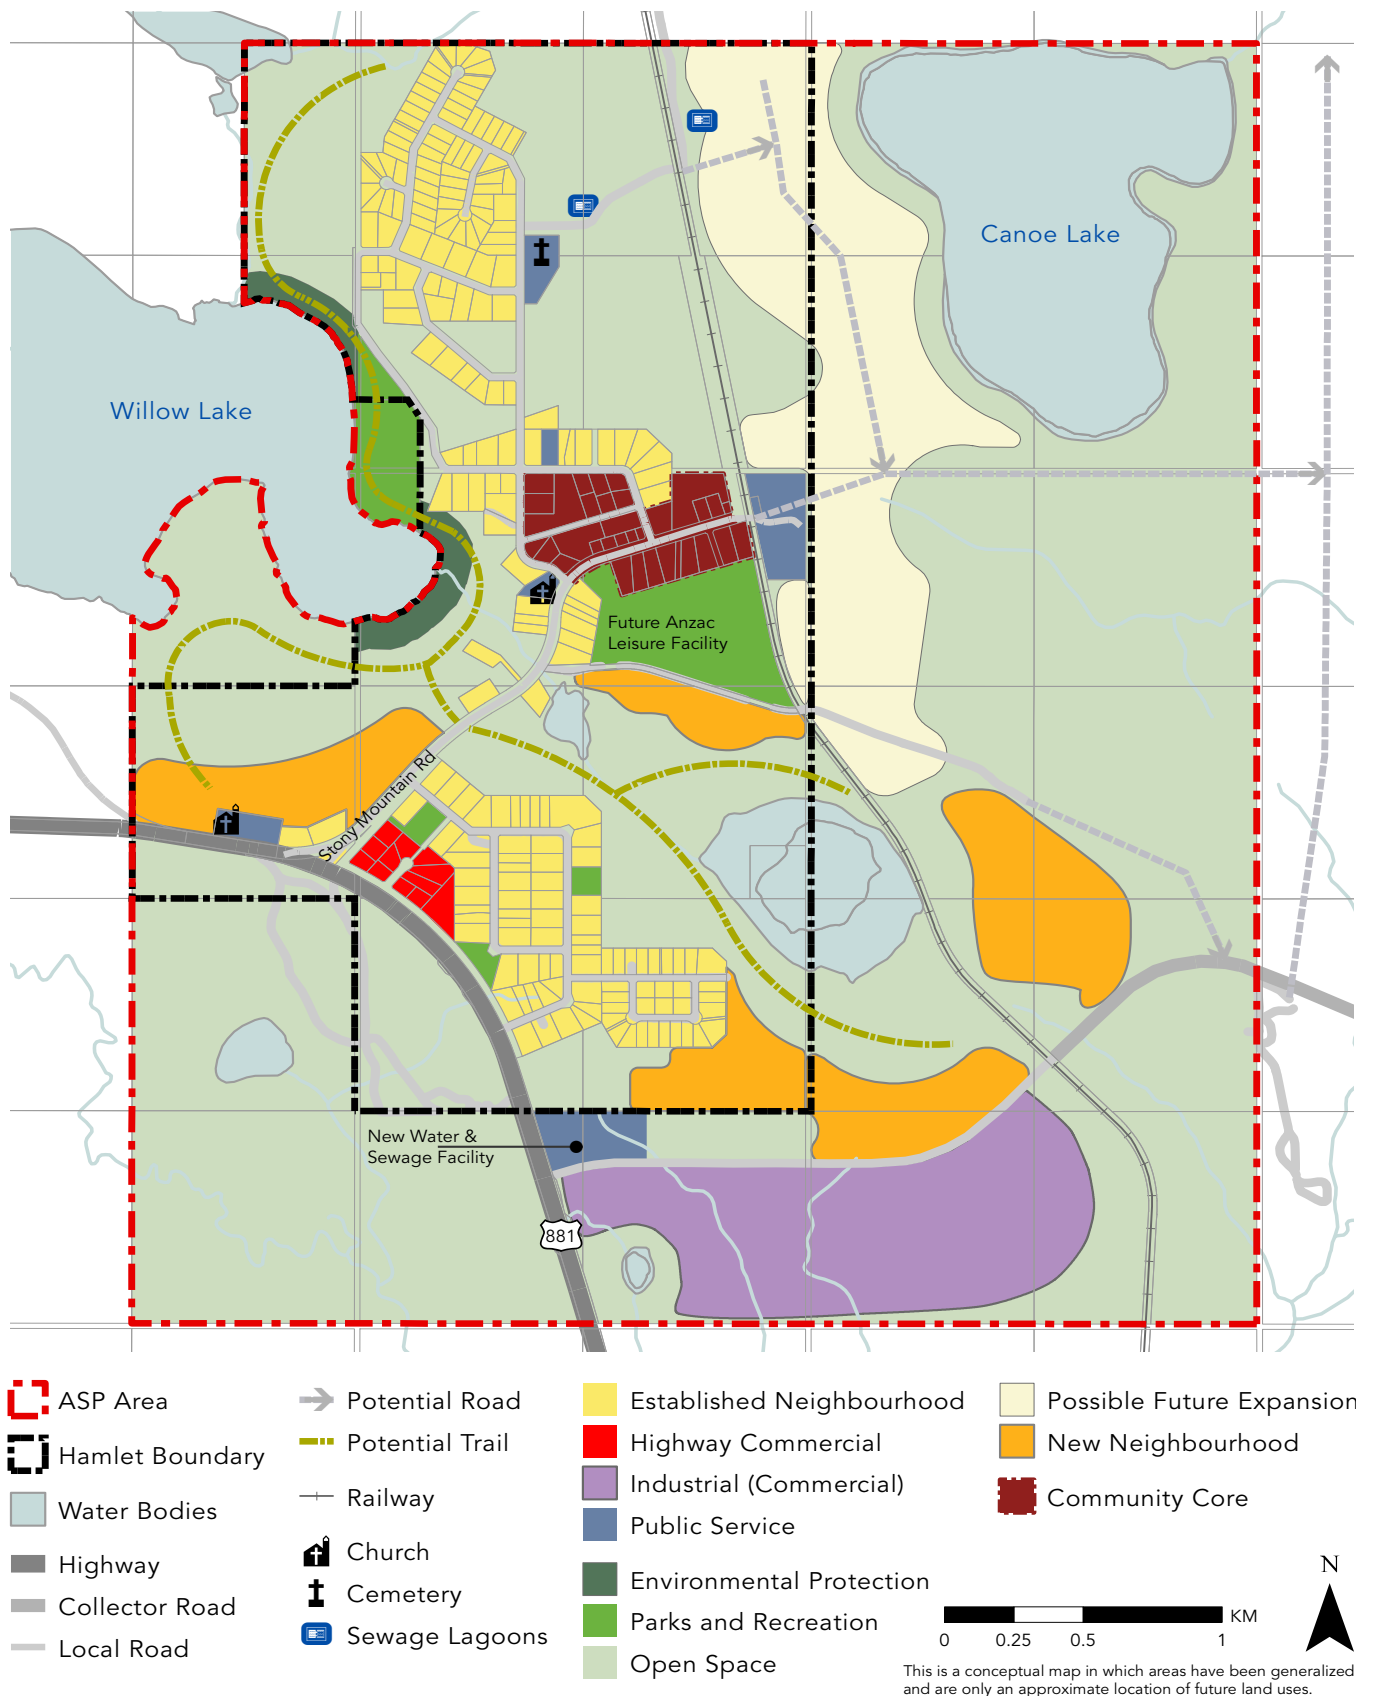 Canoe Lake
Willow Lake
Future Anzac
Leisure Facility
Stony Mountain Rd
New Water &
Sewage Facility
881
ASP Area
Hamlet Boundary
Water Bodies
Highway
Collector Road
Local Road
Potential Road
Potential Trail
Railway
Church
Cemetery
Sewage Lagoons
Established Neighbourhood
Highway Commercial
Industrial (Commercial)
Public Service
Environmental Protection
Parks and Recreation
Open Space
Possible Future Expansion
New Neighbourhood
Community Core
N
KM
0 0.25 0.5 1
This is a conceptual map in which areas have been generalized
and are only an approximate location of future land uses.